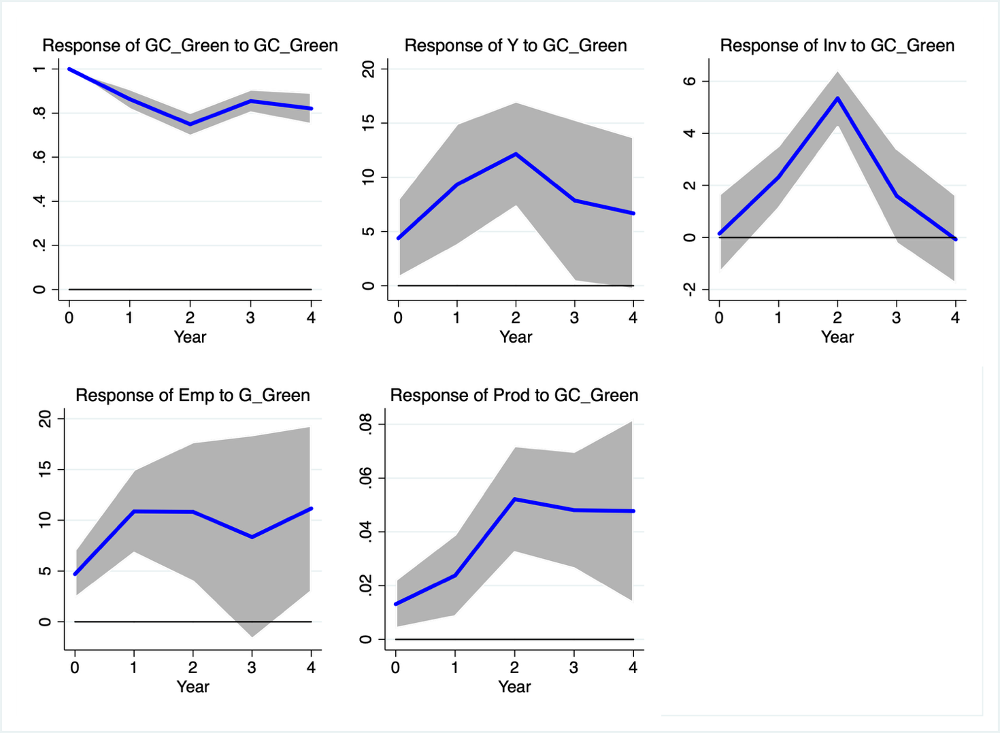 Response of GC_Green to GC_Green
1
.8
.6
.4
.2
0
0 1 2 3 4
Year
Response of Y to GC_Green
20
15
10
5
0
0 1 2 3 4
Year
Response of Inv to GC_Green
6
4
2
0
-2
0 1 2 3 4
Year
Response of Emp to G_Green
20
15
10
5
0
0 1 2 3 4
Year
Response of Prod to GC_Green
.08
.06
.04
.02
0
0 1 2 3 4
Year